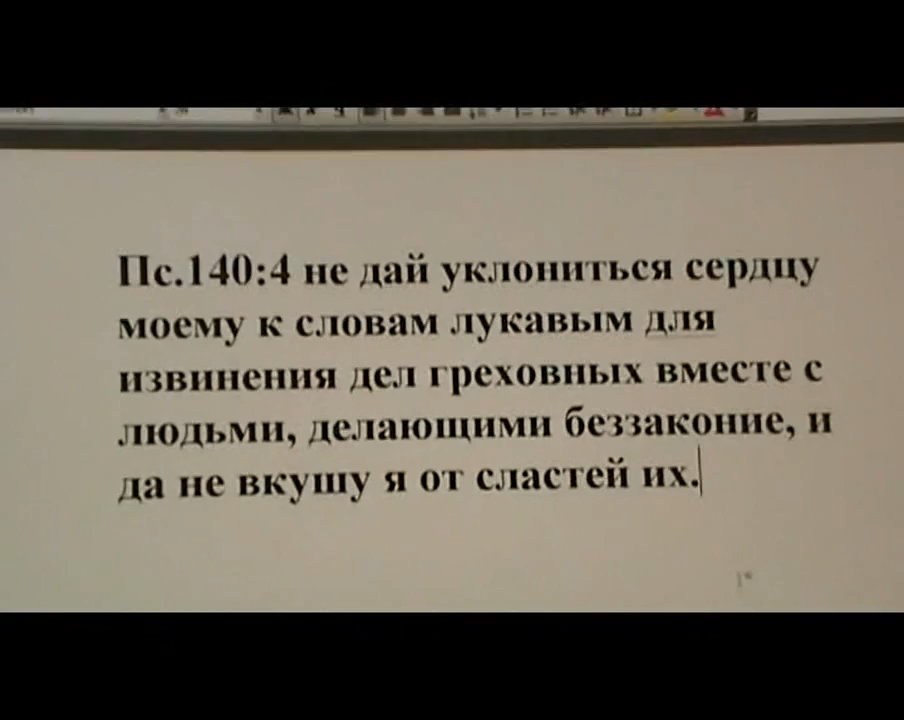 Пс.140:4 не дай уклониться сердцу
моему к словам лукавым для
извинения дел греховных вместе с
людьми, делающими беззаконие, и
да не вкушу я от сластей их.